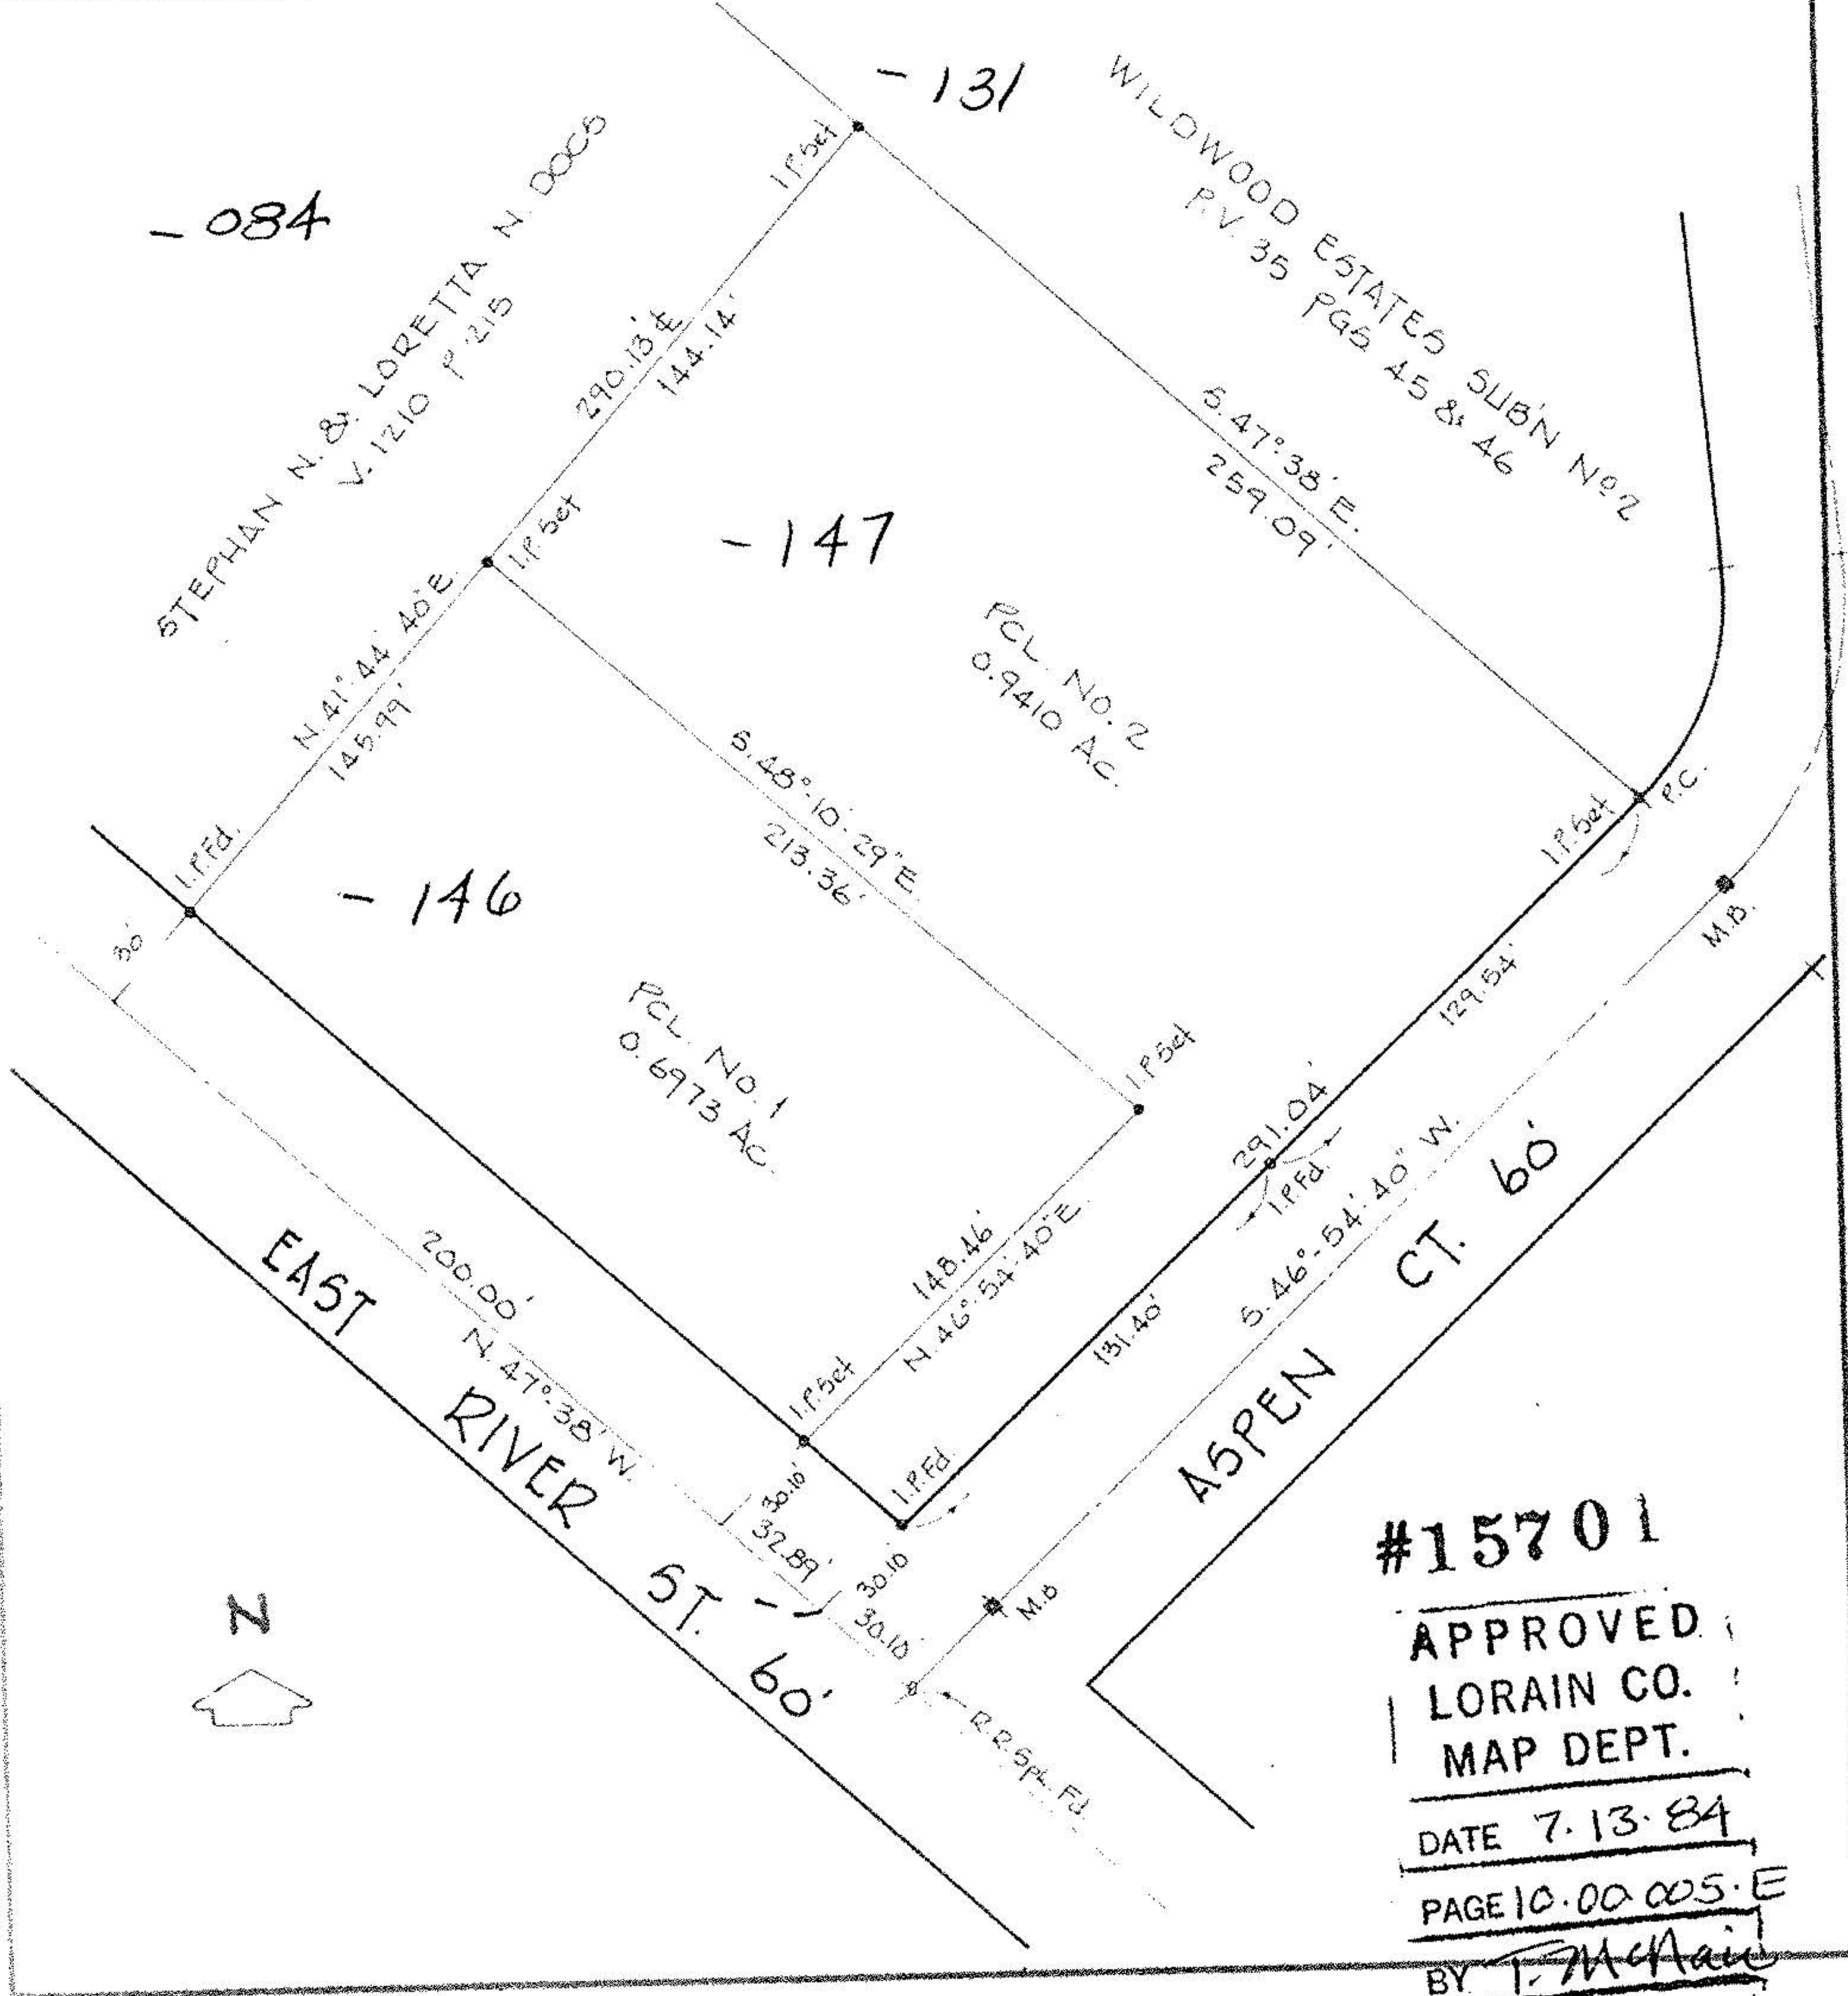 - 131
- 084
WILDWOOD ESTATES SUB'N Nº2
P.V. 35 PGS 45 & 46
STEPHAN N. & LORETTA N. DOCS
V. 1210 P. 215
I.P. Set
290.13'
144.14'
I.P. Set
- 147
S. 47°-38' E.
259.09'
N. 41°-44'-40" E.
145.99'
PCL. NO. 2
0.9410 AC.
S. 48°-10'-29" E.
213.36'
I.P. Set
P.C.
M.B.
I.P. Fd.
30'
- 146
PCL. NO. 1
0.6973 AC.
I.P. Set
129.54'
291.04'
I.P. Fd.
148.46'
N. 46°-54'-40" E.
131.40'
S. 46°-54'-40" W.
ASPEN CT. 60'
200.00'
N. 47°-38' W.
EAST RIVER ST. 60'
I.P. Set
I.P. Fd.
30.10'
32.89'
30.10'
30.10'
M.B.
R.R. Spk. Fd.
N
#15701
APPROVED
LORAIN CO.
MAP DEPT.
DATE 7.13.84
PAGE 10.00.005.E
BY T. McNair